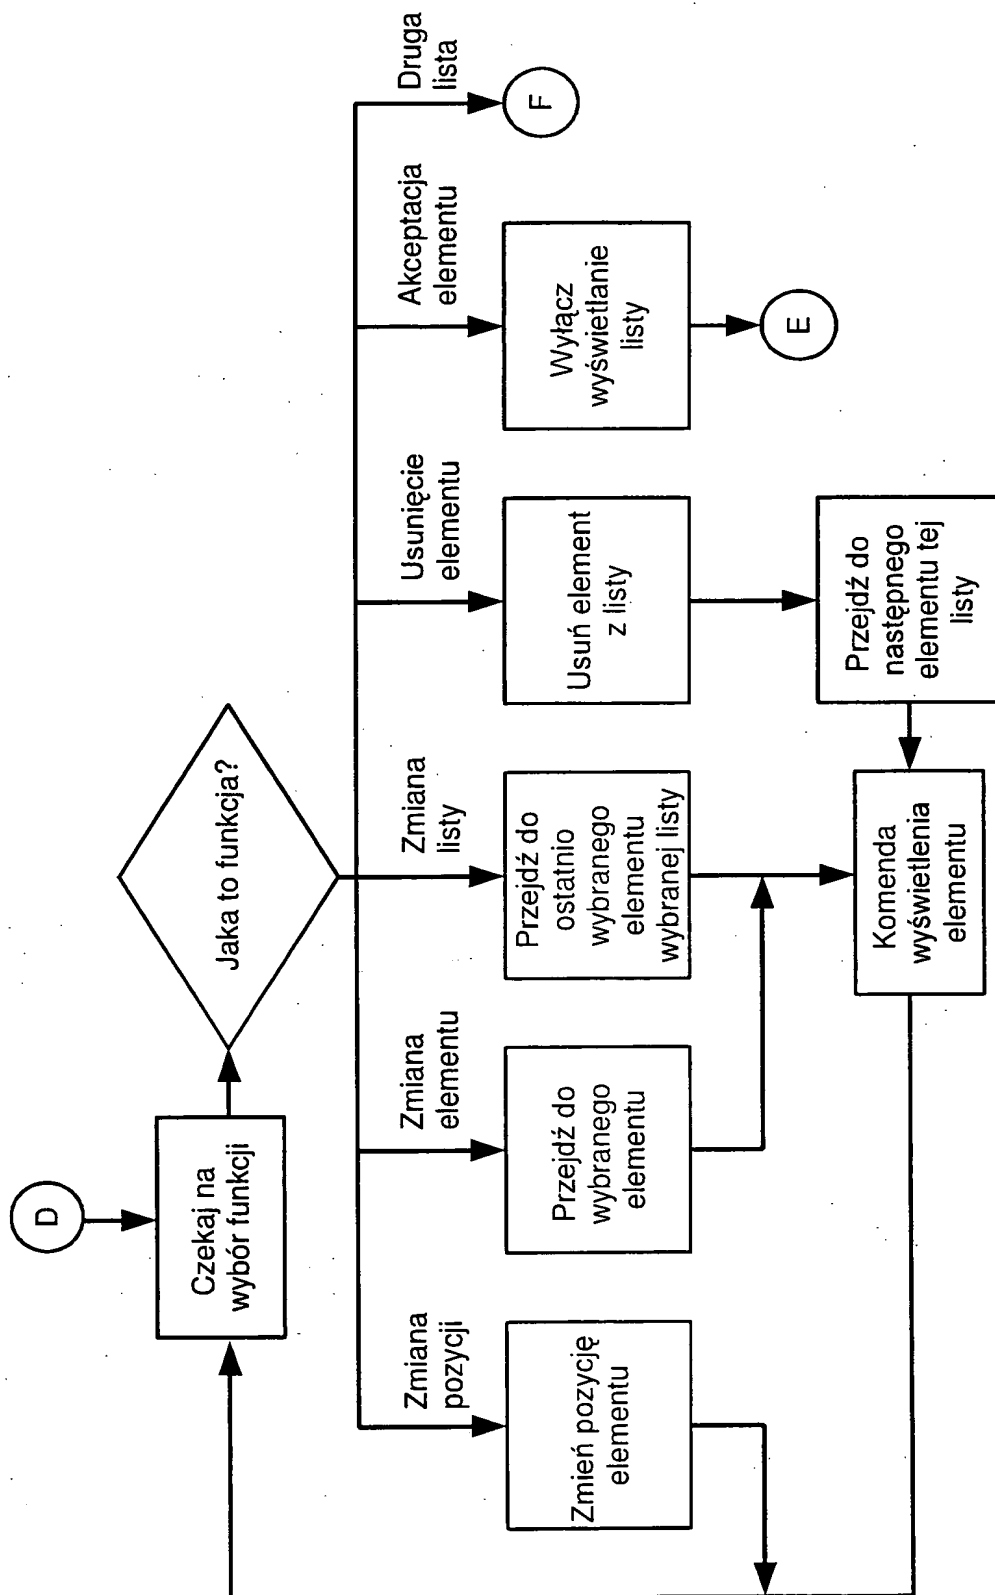 D
Czekaj na
wybór funkcji
Jaka to funkcja?
Zmiana
pozycji
Zmiana
elementu
Zmiana
listy
Usunięcie
elementu
Akceptacja
elementu
Druga
lista
Zmień pozycję
elementu
Przejdź do
wybranego
elementu
Przejdź do
ostatnio
wybranego
elementu
wybranej listy
Usuń element
z listy
Wyłącz
wyświetlanie
listy
F
Komenda
wyświetlenia
elementu
Przejdź do
następnego
elementu tej
listy
E